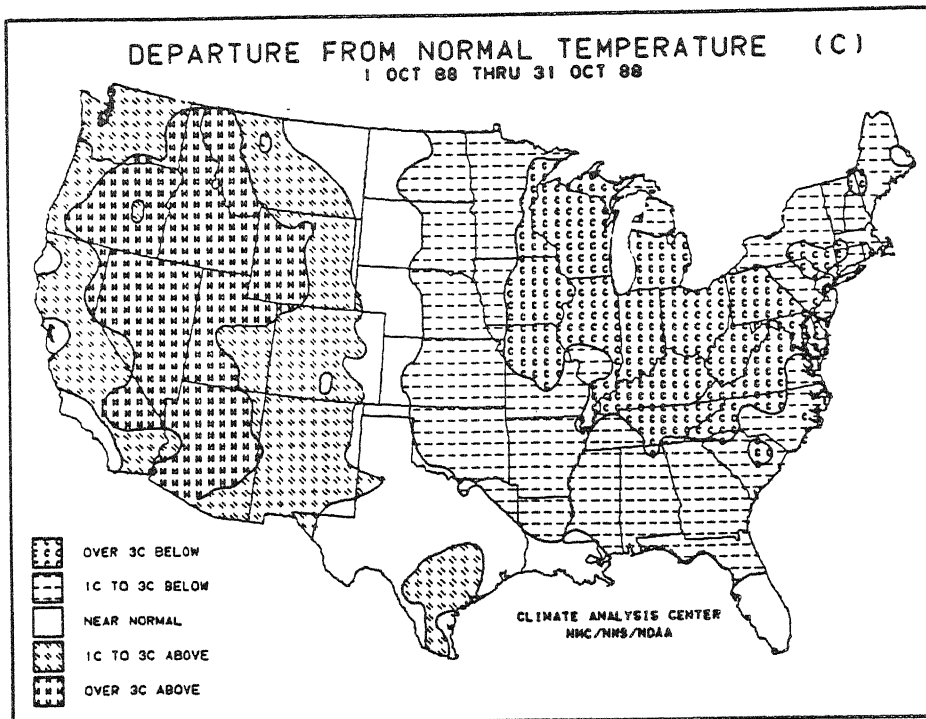 DEPARTURE FROM NORMAL TEMPERATURE (C)
1 OCT 88 THRU 31 OCT 88
OVER 3C BELOW
1C TO 3C BELOW
NEAR NORMAL
1C TO 3C ABOVE
OVER 3C ABOVE
CLIMATE ANALYSIS CENTER
NMC/NWS/NOAA